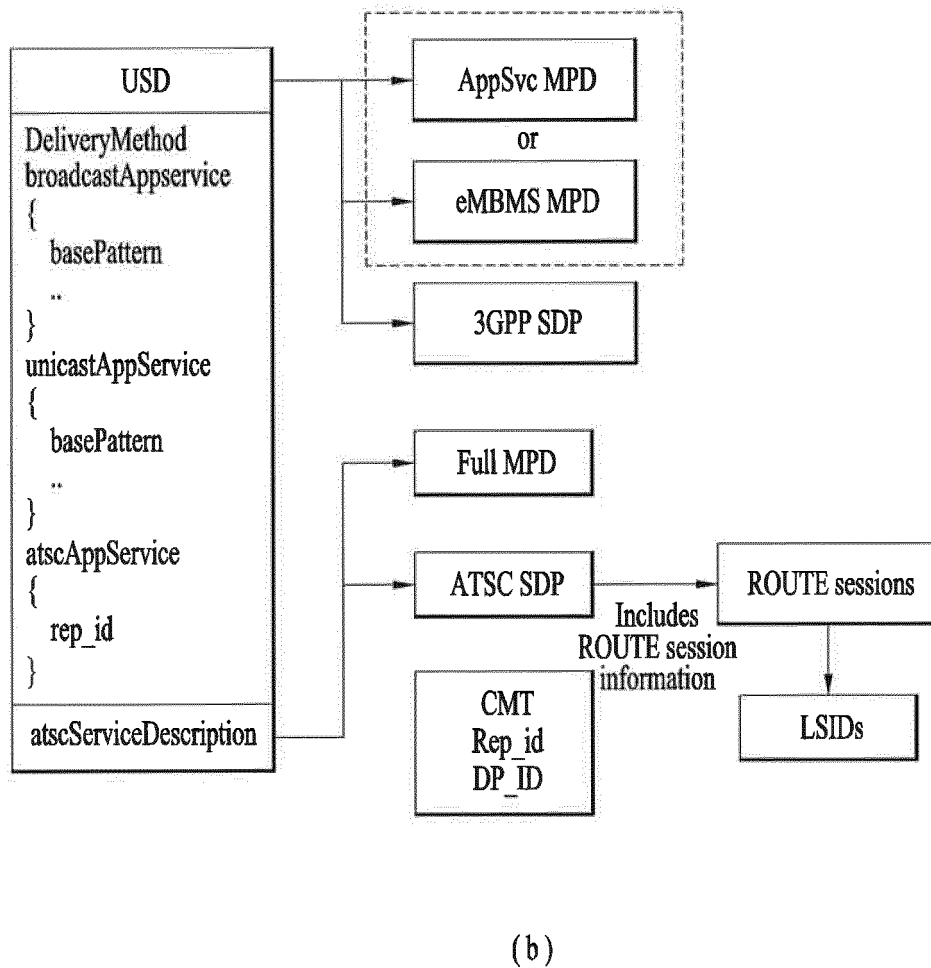 USD
DeliveryMethod
broadcastAppservice
{
basePattern
..
}
unicastAppService
{
basePattern
..
}
atscAppService
{
rep_id
}
atscServiceDescription
AppSvc MPD
or
eMBMS MPD
3GPP SDP
Full MPD
ATSC SDP
Includes
ROUTE session
information
ROUTE sessions
LSIDs
CMT
Rep_id
DP_ID
(b)